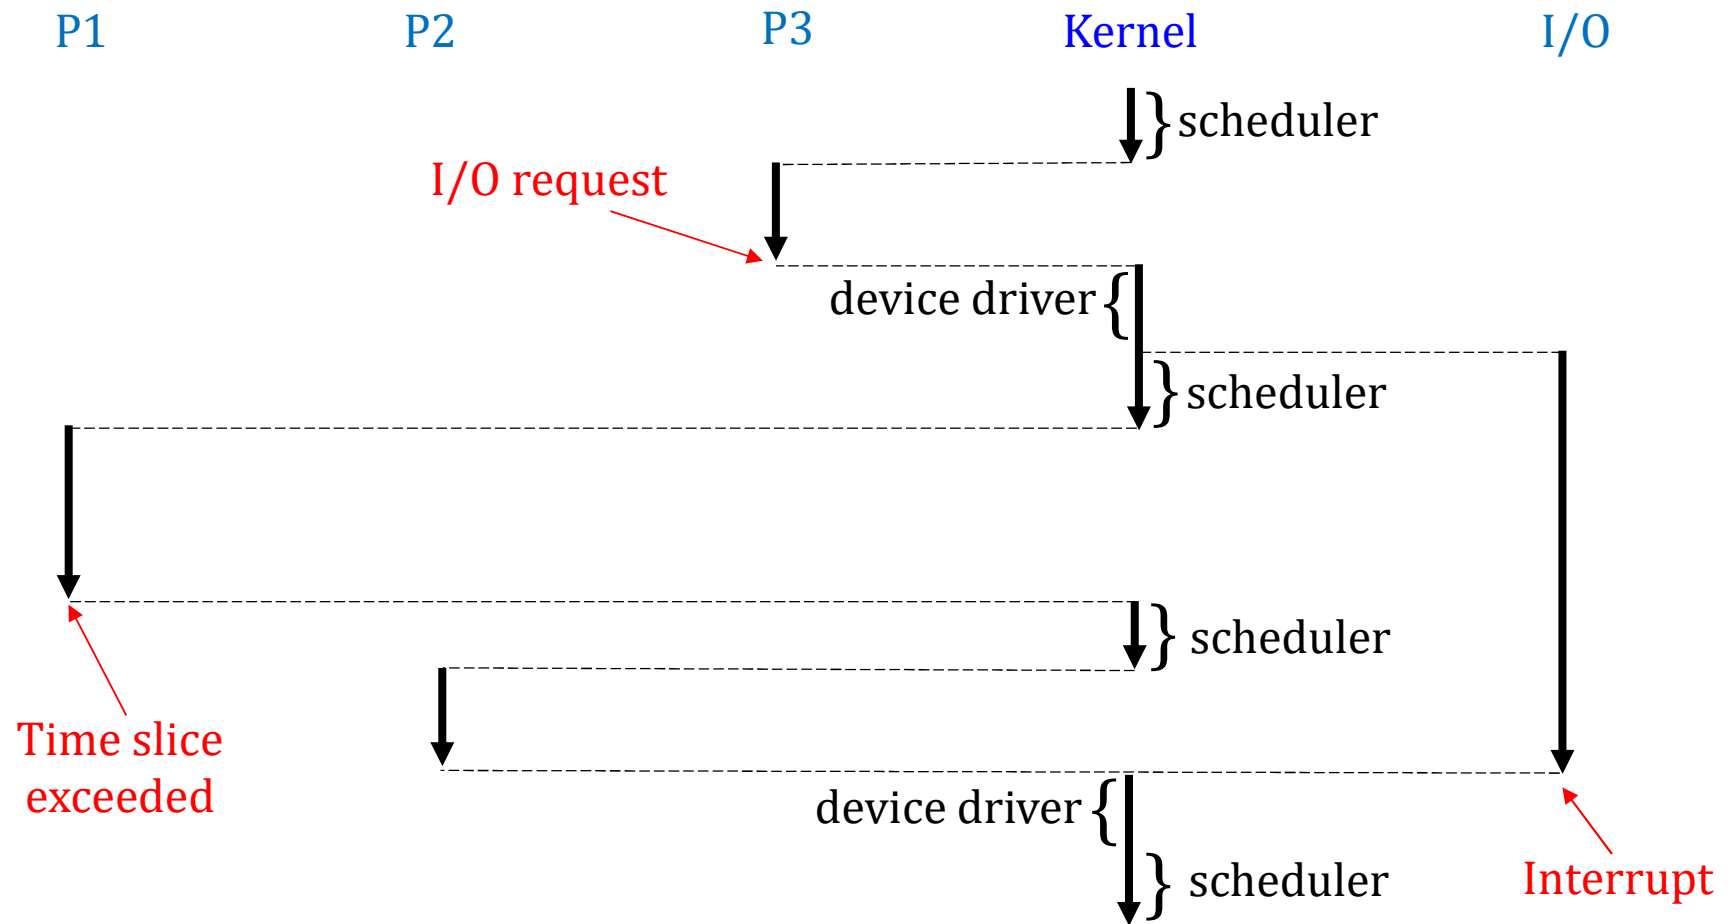 P1
P2
P3
Kernel
I/O
scheduler
I/O request
device driver
scheduler
scheduler
Time slice
exceeded
device driver
scheduler
Interrupt